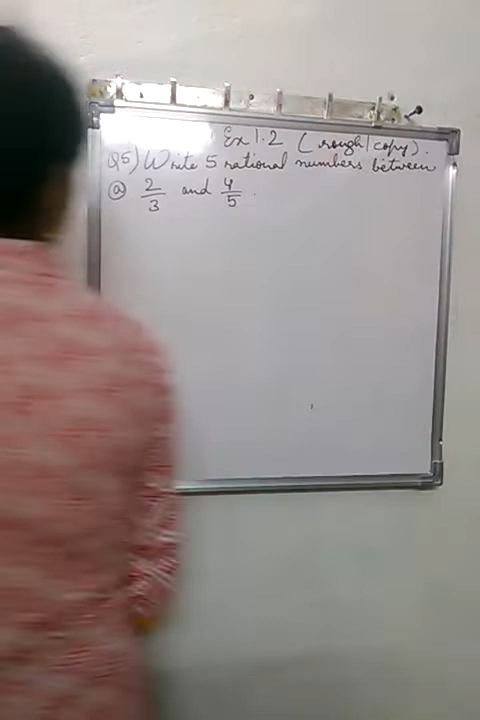 Ex 1.2 (rough/copy).
Q5) Write 5 rational numbers between
ⓐ 2/3 and 4/5.